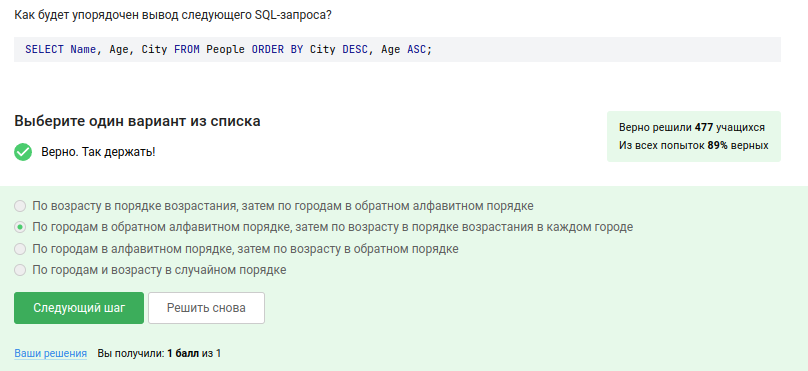 Как будет упорядочен вывод следующего SQL-запроса?
SELECT Name, Age, City FROM People ORDER BY City DESC, Age ASC;
Выберите один вариант из списка
Верно решили 477 учащихся
Из всех попыток 89% верных
Верно. Так держать!
По возрасту в порядке возрастания, затем по городам в обратном алфавитном порядке
По городам в обратном алфавитном порядке, затем по возрасту в порядке возрастания в каждом городе
По городам в алфавитном порядке, затем по возрасту в обратном порядке
По городам и возрасту в случайном порядке
Следующий шаг Решить снова
Ваши решения Вы получили: 1 балл из 1